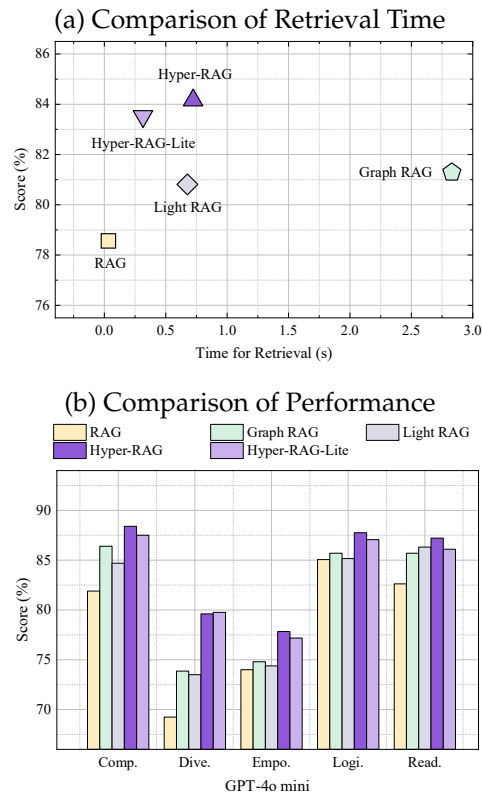 (a) Comparison of Retrieval Time
86
84
82
80
78
76
Score (%)
Hyper-RAG
Hyper-RAG-Lite
Graph RAG
Light RAG
RAG
0.0 0.5 1.0 1.5 2.0 2.5 3.0
Time for Retrieval (s)
(b) Comparison of Performance
RAG Graph RAG Light RAG
Hyper-RAG Hyper-RAG-Lite
90
85
80
75
70
Score (%)
Comp. Dive. Empo. Logi. Read.
GPT-4o mini